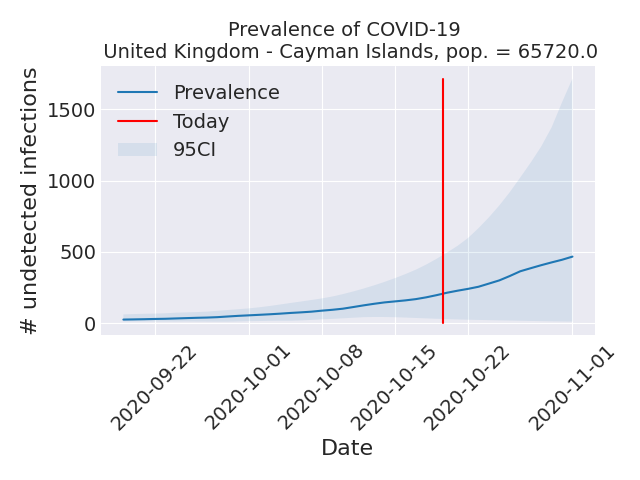 Prevalence of COVID-19
United Kingdom - Cayman Islands, pop. = 65720.0
# undetected infections
1500
1000
500
0
Prevalence
Today
95CI
2020-09-22
2020-10-01
2020-10-08
2020-10-15
2020-10-22
2020-11-01
Date